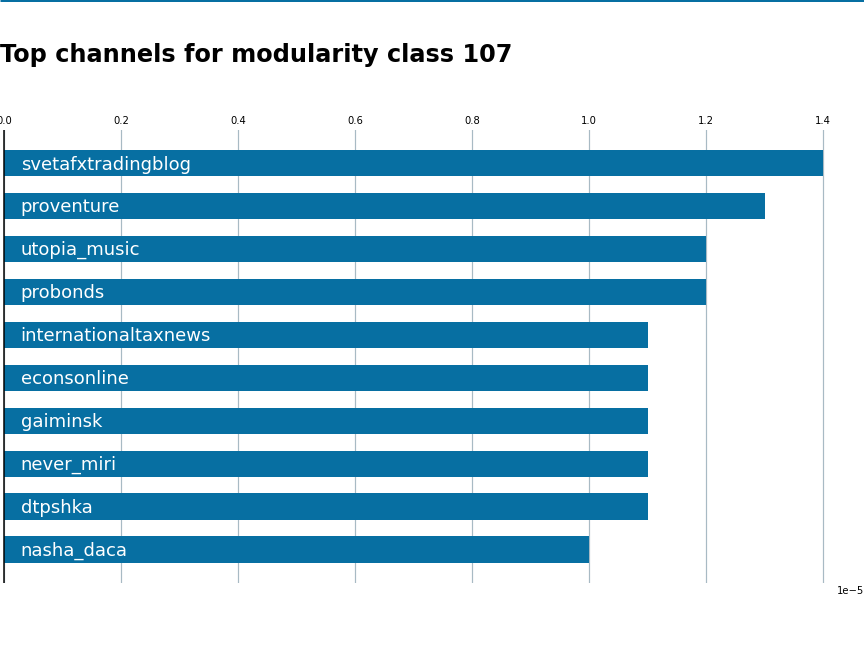 Top channels for modularity class 107
0.0 0.2 0.4 0.6 0.8 1.0 1.2 1.4
svetafxtradingblog
proventure
utopia_music
probonds
internationaltaxnews
econsonline
gaiminsk
never_miri
dtpshka
nasha_daca
1e−5